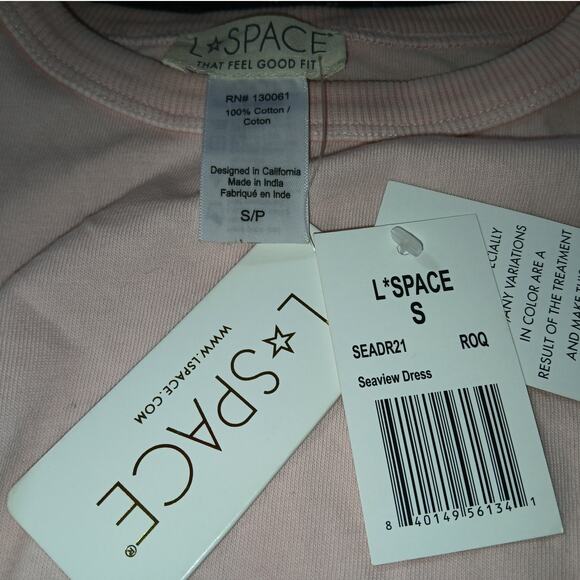 L☆SPACE®
THAT FEEL GOOD FIT
RN# 130061
100% Cotton /
Coton
Designed in California
Made in India
Fabriqué en Inde
S/P
L☆SPACE®
WWW.LSPACE.COM
L*SPACE
S
SEADR21 ROQ
Seaview Dress
8 40149 56134 1
VARIATIONS
IN COLOR ARE A
RESULT OF THE TREATMENT
AND MAKE